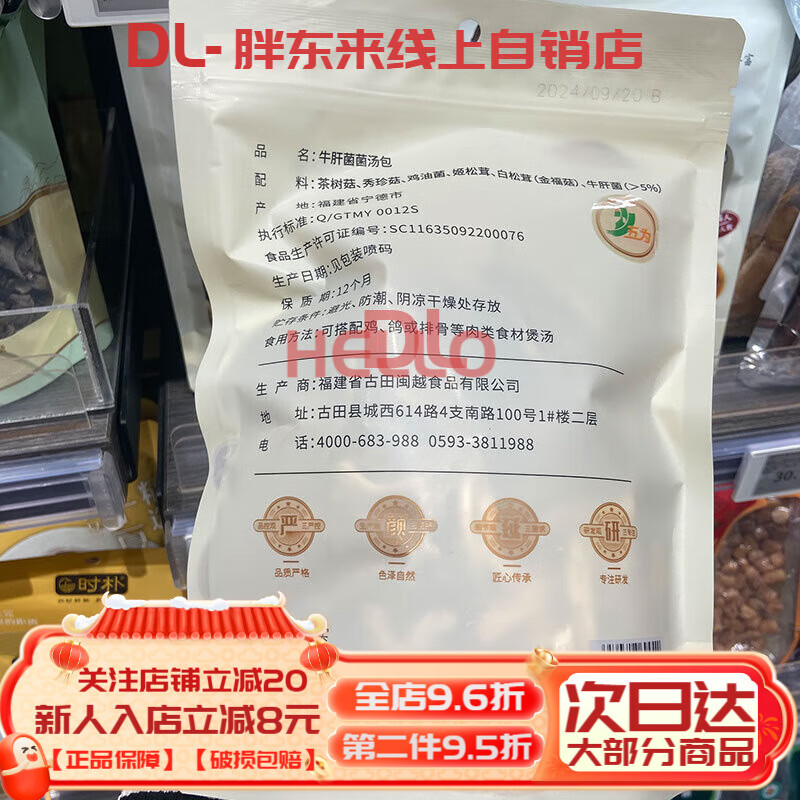 DL-胖东来线上自销店
2024/09/20 B
品 名:牛肝菌菌汤包
配 料:茶树菇、秀珍菇、鸡油菌、姬松茸、白松茸(金福菇)、牛肝菌(>5%)
产 地:福建省宁德市
执行标准:Q/GTMY 0012S
食品生产许可证编号:SC11635092200076
生产日期:见包装喷码
保 质 期:12个月
贮存条件:避光、防潮、阴凉干燥处存放
食用方法:可搭配鸡、鸽或排骨等肉类食材煲汤
HEDLO
生 产 商:福建省古田闽越食品有限公司
地 址:古田县城西614路4支南路100号1#楼二层
电 话:4000-683-988 0593-3811988
五为
严
颜
研
品质严格
色泽自然
匠心传承
专注研发
时朴
30.
关注店铺立减20
新人入店立减8元
【正品保障】【破损包赔】
全店9.6折
第二件9.5折
次日达
大部分商品